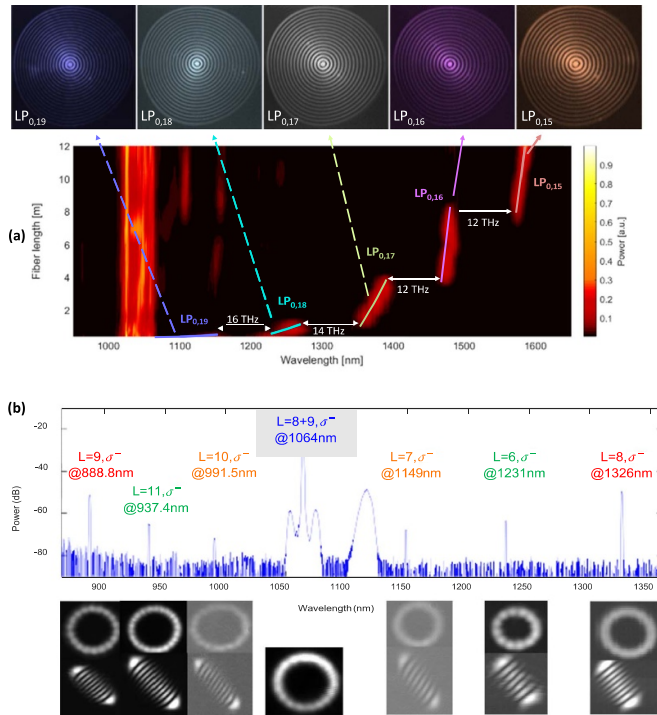 LP0,19 LP0,18 LP0,17 LP0,16 LP0,15
(a)
Fiber length [m]
12
10
8
6
4
2
LP0,19
16 THz
LP0,18
14 THz
LP0,17
12 THz
LP0,16
12 THz
LP0,15
1000 1100 1200 1300 1400 1500 1600
Wavelength [nm]
0.9
0.8
0.7
0.6
0.5
0.4
0.3
0.2
0.1
Power [a.u.]
(b)
Power (dB)
-20
-40
-60
-80
L=9, σ−
@888.8nm
L=11, σ−
@937.4nm
L=10, σ−
@991.5nm
L=8+9, σ−
@1064nm
L=7, σ−
@1149nm
L=6, σ−
@1231nm
L=8, σ−
@1326nm
900 950 1000 1050 1100 1150 1200 1250 1300 1350
Wavelength (nm)